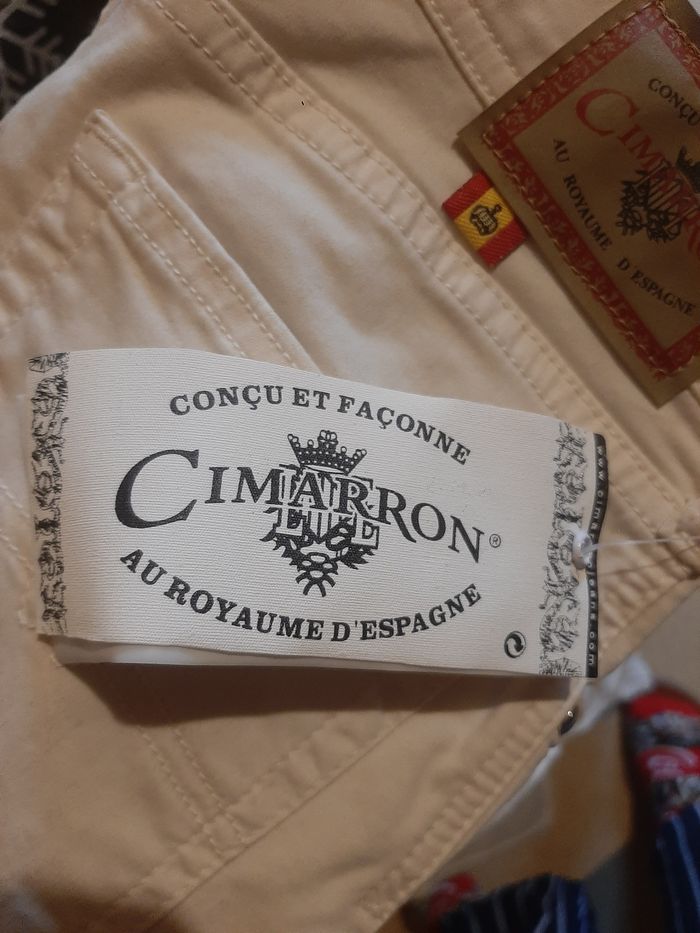 CONÇU
CIMARRON
AU ROYAUME D'ESPAGNE
CONÇU ET FAÇONNE
CIMARRON®
AU ROYAUME D'ESPAGNE